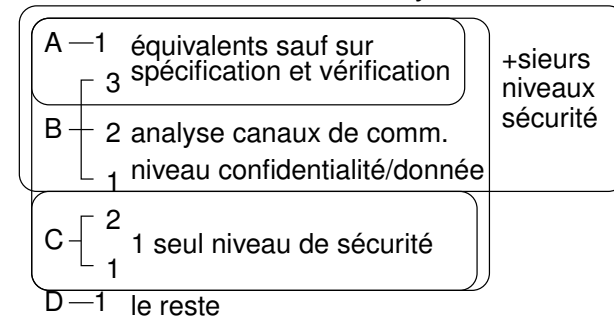 A 1 équivalents sauf sur
3 spécification et vérification
B 2 analyse canaux de comm.
1 niveau confidentialité/donnée
+sieurs
niveaux
sécurité
C 2
1 seul niveau de sécurité
1
D 1 le reste